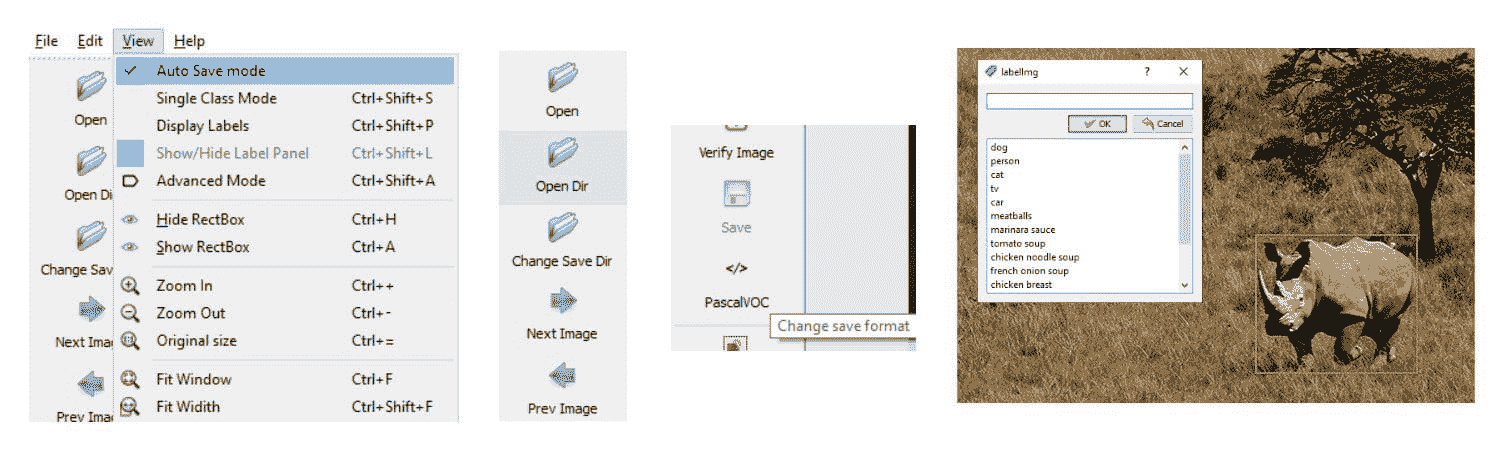 File Edit View Help
Auto Save mode
Single Class Mode Ctrl+Shift+S
Display Labels Ctrl+Shift+P
Show/Hide Label Panel Ctrl+Shift+L
Advanced Mode Ctrl+Shift+A
Hide RectBox Ctrl+H
Show RectBox Ctrl+A
Zoom In Ctrl++
Zoom Out Ctrl+-
Original size Ctrl+=
Fit Window Ctrl+F
Fit Widith Ctrl+Shift+F
Open
Open Di
Change Sav
Next Ima
Prev Ima
Open
Open Dir
Change Save Dir
Next Image
Prev Image
Verify Image
Save
</>
PascalVOC
Change save format
labelImg ?
OK Cancel
dog
person
cat
tv
car
meatballs
marinara sauce
tomato soup
chicken noodle soup
french onion soup
chicken breast